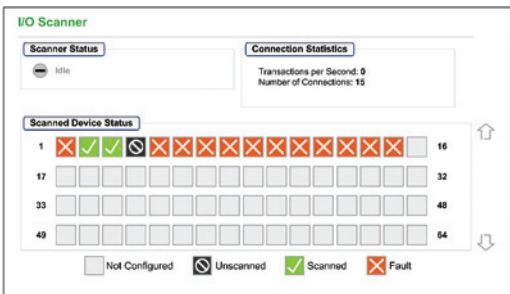 I/O Scanner
Scanner Status
Idle
Connection Statistics
Transactions per Second: 0
Number of Connections: 15
Scanned Device Status
1 16
17 32
33 48
49 64
Not Configured Unscanned Scanned Fault